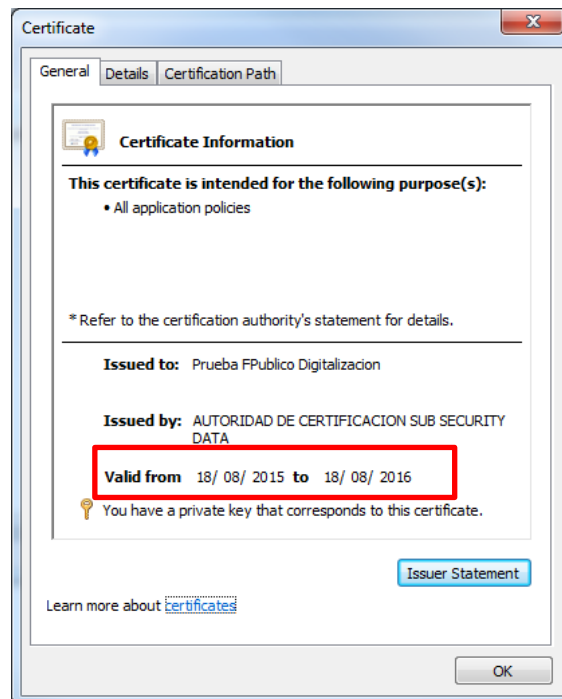 Certificate
General Details Certification Path
Certificate Information
This certificate is intended for the following purpose(s):
• All application policies
* Refer to the certification authority's statement for details.
Issued to: Prueba FPublico Digitalizacion
Issued by: AUTORIDAD DE CERTIFICACION SUB SECURITY
DATA
Valid from 18/ 08/ 2015 to 18/ 08/ 2016
You have a private key that corresponds to this certificate.
Issuer Statement
Learn more about certificates
OK